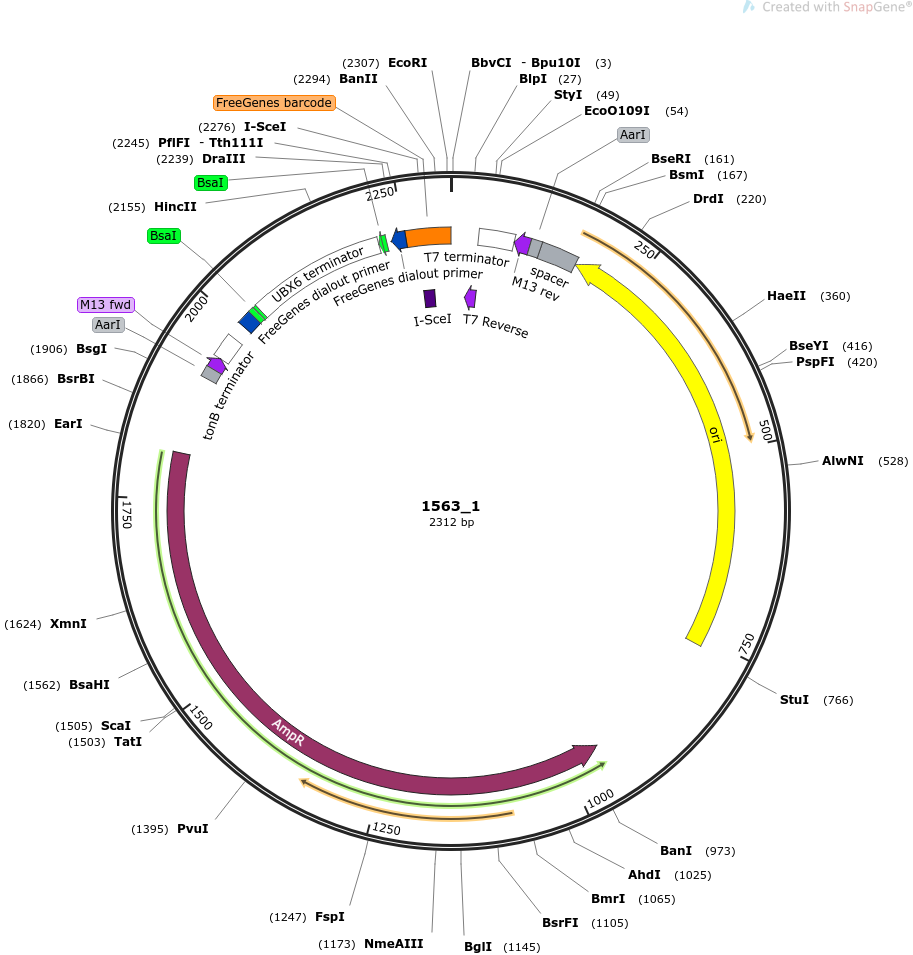 Created with SnapGene®
(2307) EcoRI
BbvCI - Bpu10I (3)
(2294) BanII
BlpI (27)
StyI (49)
FreeGenes barcode
EcoO109I (54)
(2276) I-SceI
AarI
(2245) PflFI - Tth111I
(2239) DraIII
BseRI (161)
BsmI (167)
BsaI
2250
DrdI (220)
(2155) HincII
BsaI
250
T7 terminator
UBX6 terminator
spacer
FreeGenes dialout primer
FreeGenes dialout primer
M13 rev
2000
HaeII (360)
M13 fwd
I-SceI
T7 Reverse
AarI
(1906) BsgI
BseYI (416)
PspFI (420)
(1866) BsrBI
tonB terminator
(1820) EarI
500
ori
AlwNI (528)
1750
1563_1
2312 bp
(1624) XmnI
750
(1562) BsaHI
StuI (766)
1500
(1505) ScaI
(1503) TatI
AmpR
1000
(1395) PvuI
1250
BanI (973)
AhdI (1025)
BmrI (1065)
(1247) FspI
BsrFI (1105)
(1173) NmeAIII
BglI (1145)